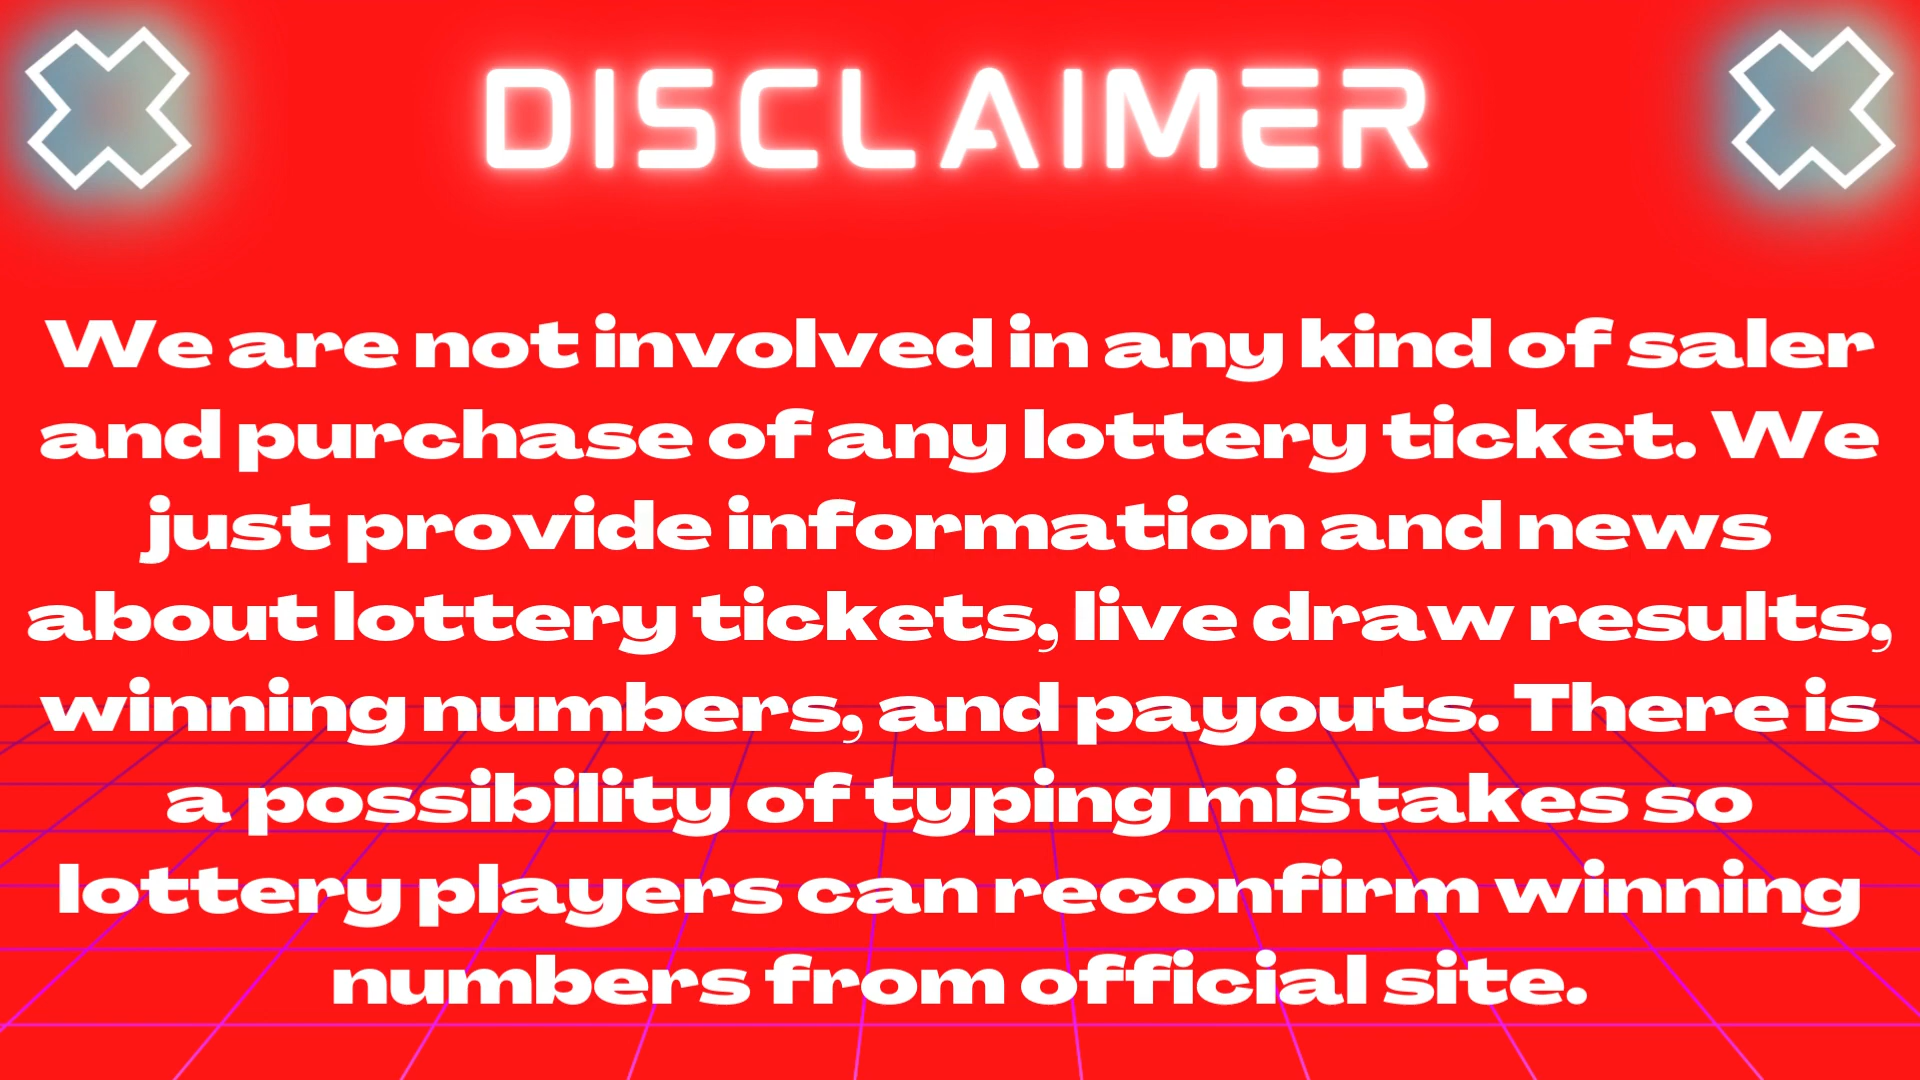 DISCLAIMER
We are not involved in any kind of saler
and purchase of any lottery ticket. We
just provide information and news
about lottery tickets, live draw results,
winning numbers, and payouts. There is
a possibility of typing mistakes so
lottery players can reconfirm winning
numbers from official site.